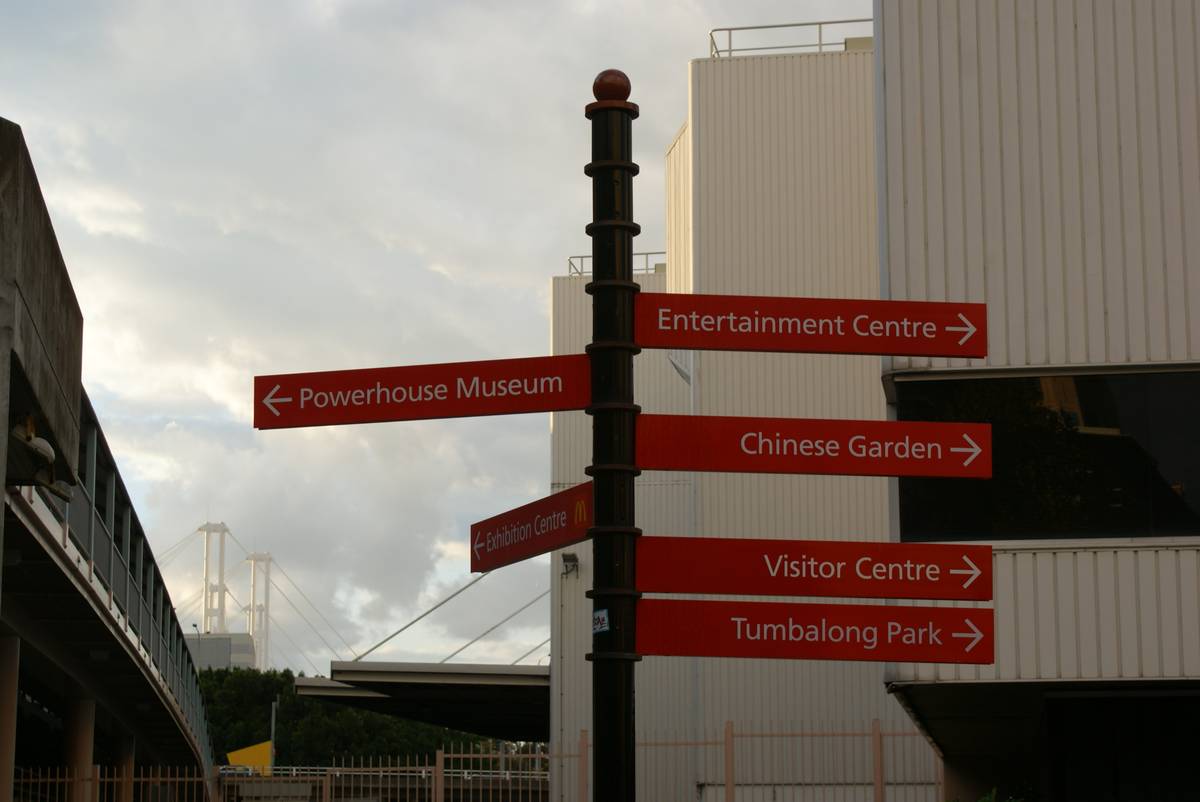 Entertainment Centre →
← Powerhouse Museum
Chinese Garden →
← Exhibition Centre
Visitor Centre →
Tumbalong Park →